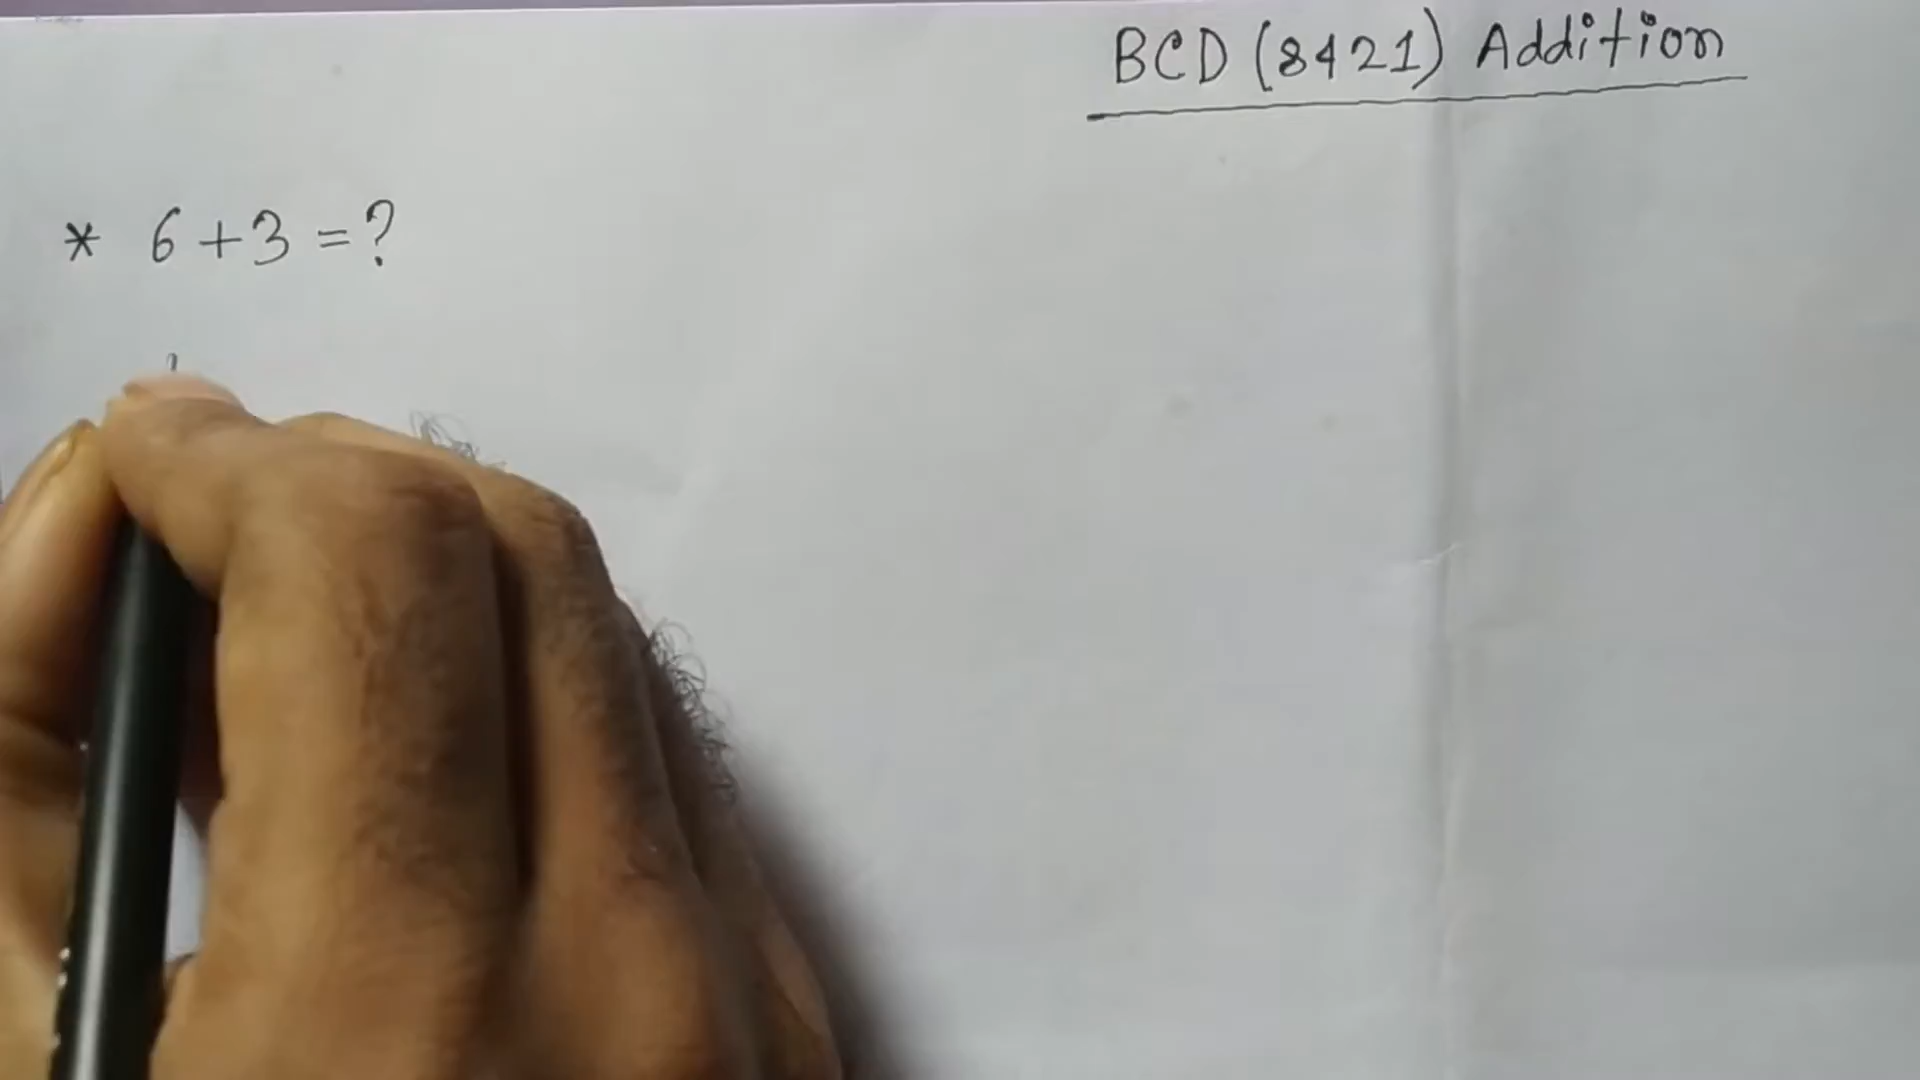 BCD (8421) Addition
* 6+3 =?